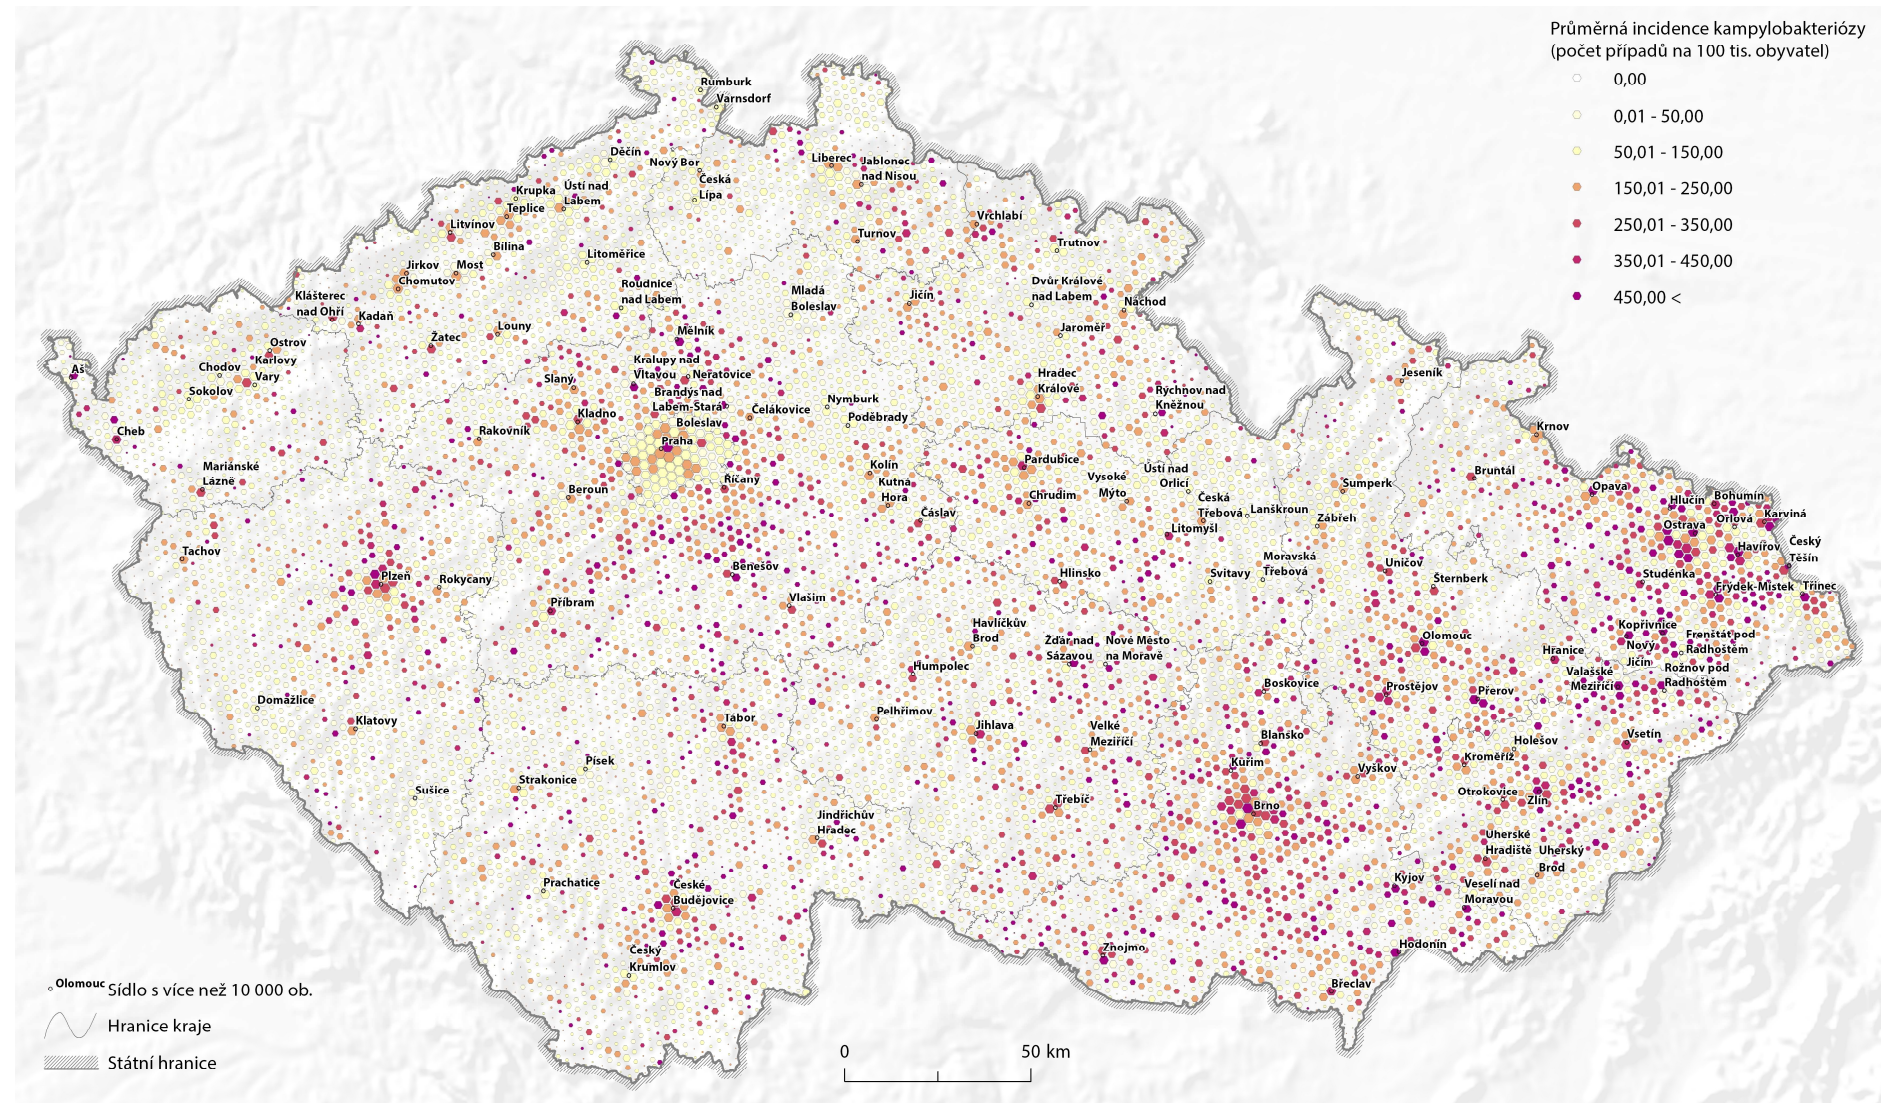 Průměrná incidence kampylobakteriózy
(počet případů na 100 tis. obyvatel)
0,00
0,01 - 50,00
50,01 - 150,00
150,01 - 250,00
250,01 - 350,00
350,01 - 450,00
450,00 <
Rumburk
Varnsdorf
Děčín
Nový Bor
Česká
Lípa
Liberec
Jablonec
nad Nisou
Krupka
Teplice
Ústí nad
Labem
Litvínov
Bílina
Litoměřice
Turnov
Vrchlabí
Trutnov
Jirkov
Chomutov
Most
Roudnice
nad Labem
Mladá
Boleslav
Jičín
Dvůr Králové
nad Labem
Náchod
Jaroměř
Klášterec
nad Ohří
Kadaň
Žatec
Louny
Mělník
Ostrov
Karlovy
Vary
Chodov
Sokolov
Aš
Cheb
Mariánské
Lázně
Kralupy nad
Vltavou
Neratovice
Slaný
Brandýs nad
Labem-Stará
Boleslav
Čelákovice
Nymburk
Poděbrady
Hradec
Králové
Rychnov nad
Kněžnou
Jeseník
Krnov
Kladno
Rakovník
Praha
Říčany
Beroun
Kolín
Kutná
Hora
Čáslav
Pardubice
Chrudim
Vysoké
Mýto
Ústí nad
Orlicí
Česká
Třebová
Lanškroun
Litomyšl
Šumperk
Zábřeh
Bruntál
Opava
Hlučín
Bohumín
Ostrava
Orlová
Karviná
Havířov
Český
Těšín
Studénka
Frýdek-Místek
Třinec
Tachov
Plzeň
Rokycany
Příbram
Benešov
Vlašim
Hlinsko
Svitavy
Moravská
Třebová
Uničov
Šternberk
Olomouc
Hranice
Kopřivnice
Nový
Jičín
Frenštát pod
Radhoštěm
Rožnov pod
Radhoštěm
Valašské
Meziříčí
Havlíčkův
Brod
Žďár nad
Sázavou
Nové Město
na Moravě
Humpolec
Boskovice
Prostějov
Přerov
Domažlice
Klatovy
Tábor
Pelhřimov
Jihlava
Velké
Meziříčí
Blansko
Holešov
Vsetín
Kroměříž
Kuřim
Vyškov
Písek
Strakonice
Sušice
Otrokovice
Zlín
Třebíč
Brno
Jindřichův
Hradec
Uherské
Hradiště
Uherský
Brod
Prachatice
České
Budějovice
Kyjov
Veselí nad
Moravou
Český
Krumlov
Znojmo
Hodonín
Břeclav
Olomouc Sídlo s více než 10 000 ob.
Hranice kraje
Státní hranice
0 50 km